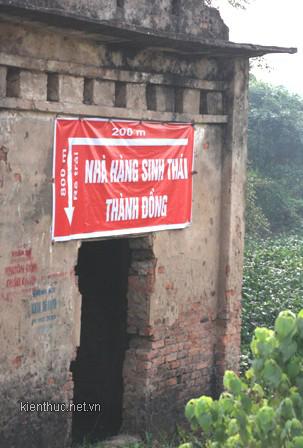 200 m
800 m
Rẽ trái
NHÀ HÀNG SINH THÁI
THÀNH ĐỒNG
kienthuc.net.vn